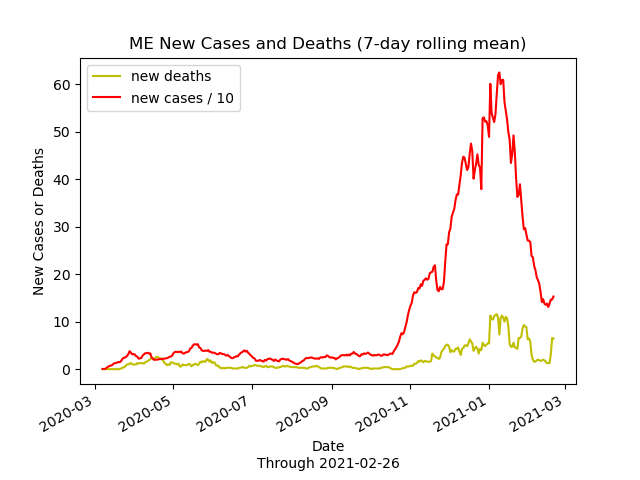 ME New Cases and Deaths (7-day rolling mean)
new deaths
new cases / 10
New Cases or Deaths
60
50
40
30
20
10
0
2020-03
2020-05
2020-07
2020-09
2020-11
2021-01
2021-03
Date
Through 2021-02-26